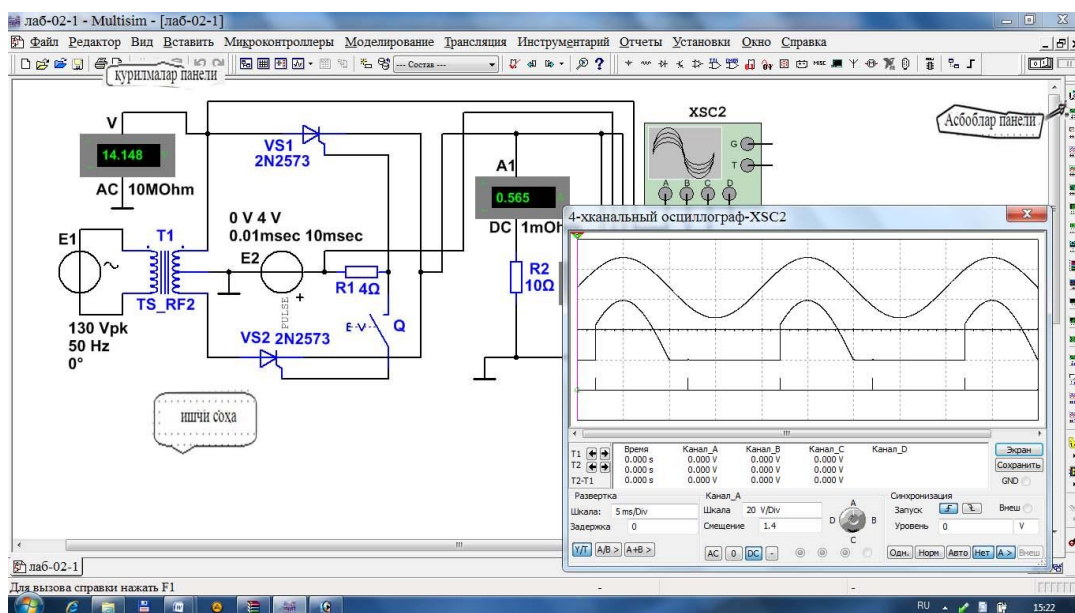 лаб-02-1 - Multisim - [лаб-02-1]
Файл Редактор Вид Вставить Микроконтроллеры Моделирование Трансляция Инструментарий Отчеты Установки Окно Справка
--- Состав ---
MISC
қурилмалар панели
Асбоблар панели
V
14.148
AC 10MOhm
VS1
2N2573
XSC2
G
T
A B C D
A1
0.565
DC 1mOh
E1
T1
TS_RF2
130 Vpk
50 Hz
0°
0 V 4 V
0.01msec 10msec
E2
PULSE
+
R1 4Ω
E -V-
Q
VS2 2N2573
R2
10Ω
ишчи соҳа
4-хканальный осциллограф-XSC2
T1
T2
T2-T1
Время Канал_A Канал_B Канал_C Канал_D
0.000 s 0.000 V 0.000 V 0.000 V
0.000 s 0.000 V 0.000 V 0.000 V
0.000 s 0.000 V 0.000 V 0.000 V
Экран
Сохранить
GND
Развертка
Шкала: 5 ms/Div
Задержка 0
Y/T A/B > A+B >
Канал_A
Шкала 20 V/Div
Смещение 1.4
AC 0 DC -
A
B
C
D
Синхронизация
Запуск
Внеш
Уровень 0 V
Одн. Норм Авто Нет A > Внеш
лаб-02-1
Для вызова справки нажать F1
RU
15:22